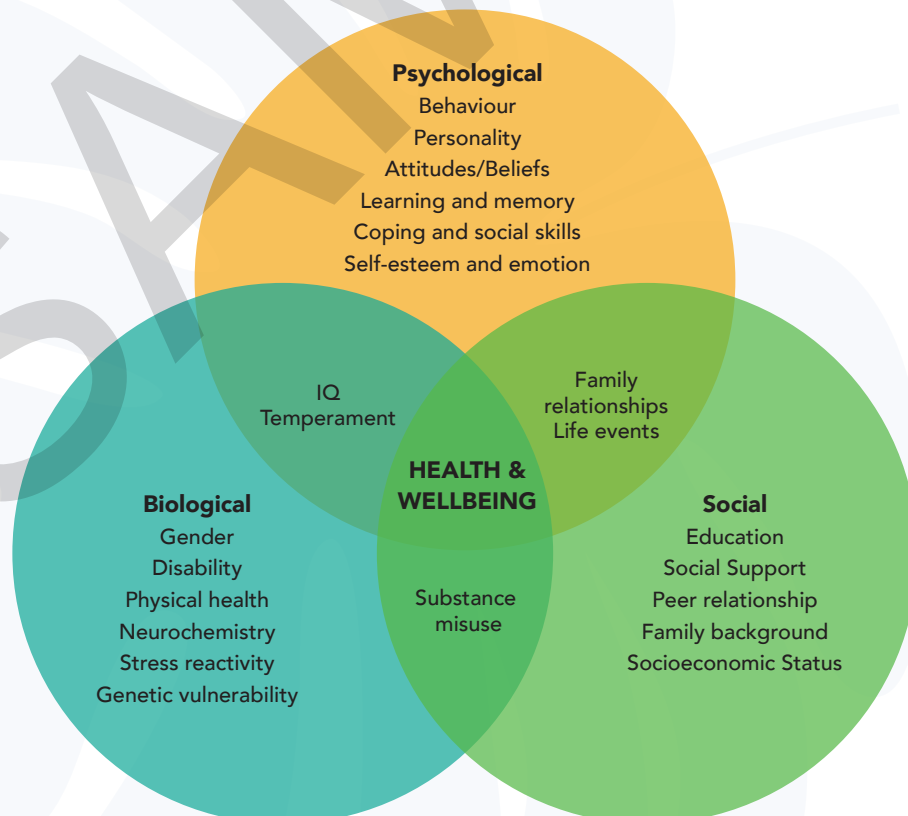 Psychological
Behaviour
Personality
Attitudes/Beliefs
Learning and memory
Coping and social skills
Self-esteem and emotion
IQ
Temperament
Family
relationships
Life events
HEALTH &
WELLBEING
Biological
Gender
Disability
Physical health
Neurochemistry
Stress reactivity
Genetic vulnerability
Substance
misuse
Social
Education
Social Support
Peer relationship
Family background
Socioeconomic Status